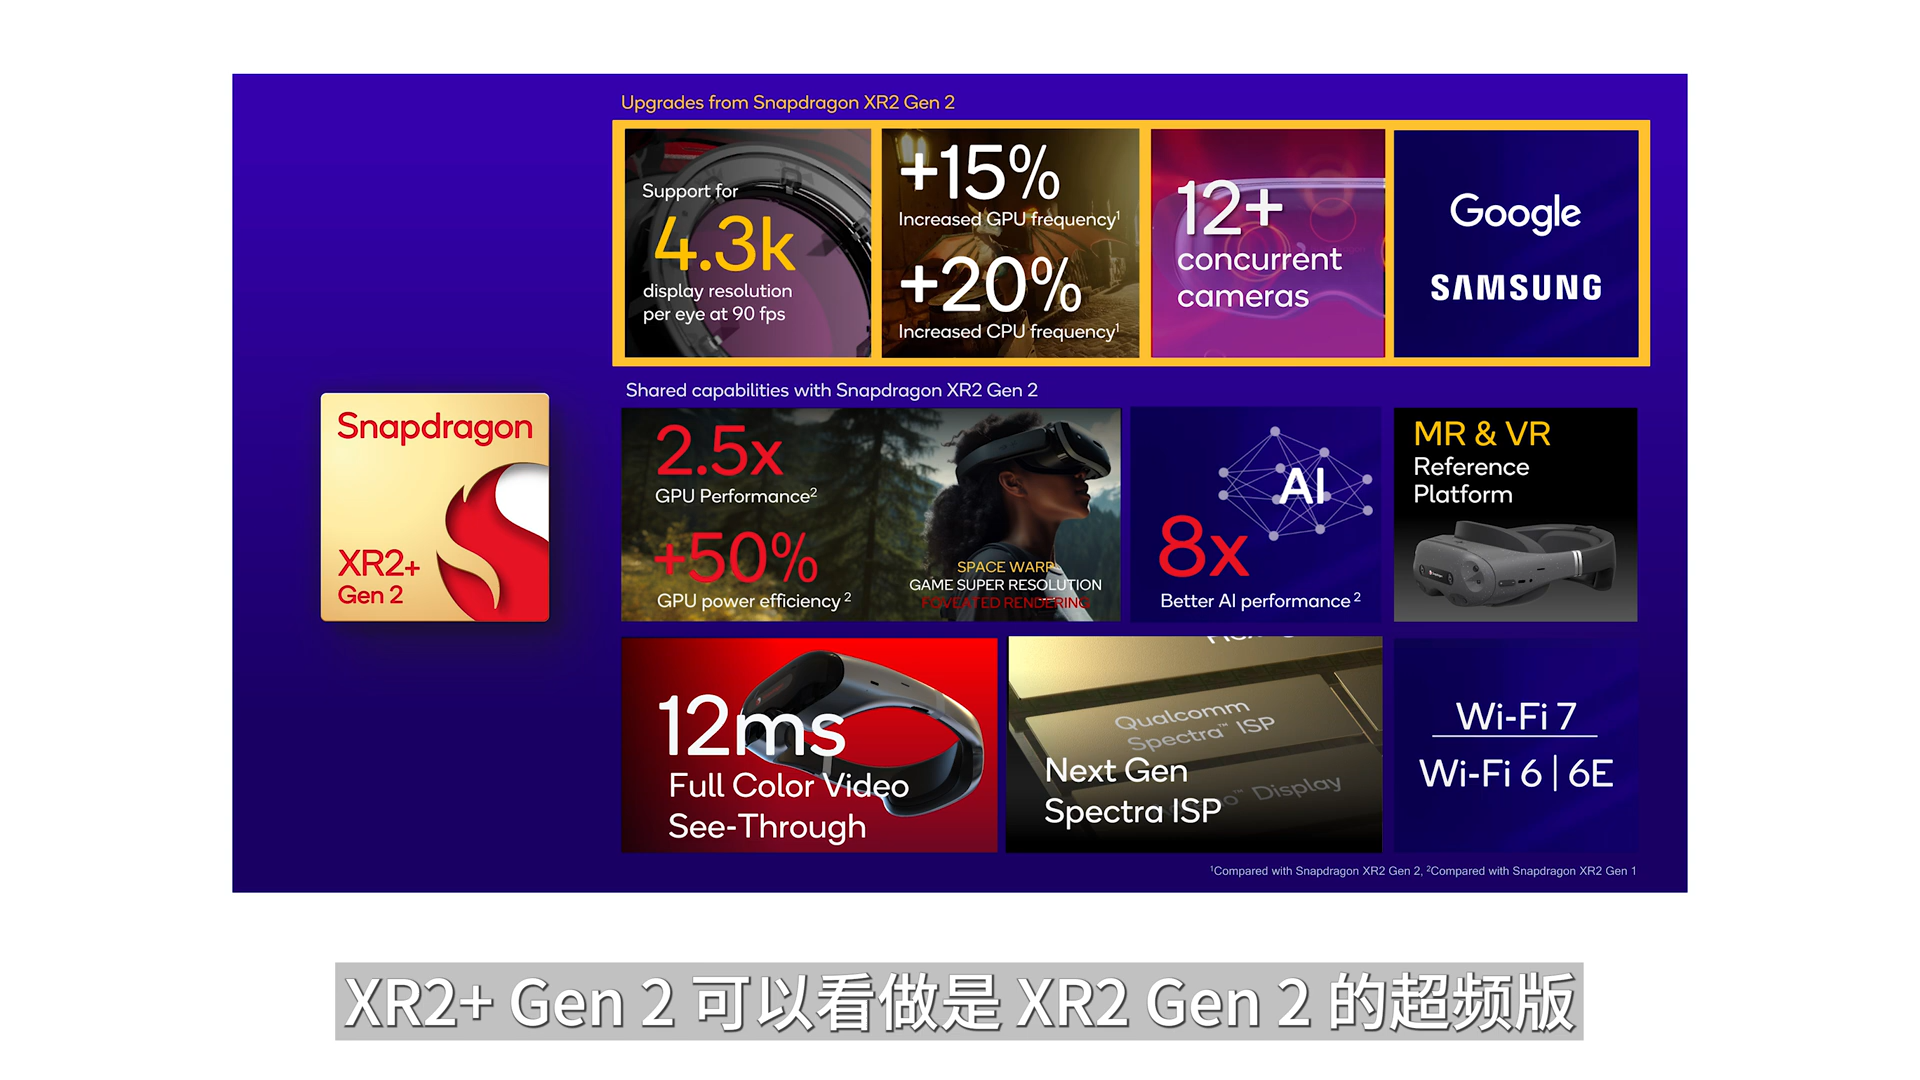 Upgrades from Snapdragon XR2 Gen 2
Support for
4.3k
display resolution
per eye at 90 fps
+15%
Increased GPU frequency¹
+20%
Increased CPU frequency¹
12+
concurrent
cameras
Google
SAMSUNG
Snapdragon
XR2+
Gen 2
Shared capabilities with Snapdragon XR2 Gen 2
2.5x
GPU Performance²
+50%
GPU power efficiency²
SPACE WARP
GAME SUPER RESOLUTION
FOVEATED RENDERING
AI
8x
Better AI performance²
MR & VR
Reference
Platform
12ms
Full Color Video
See-Through
Qualcomm
Spectra™ ISP
Next Gen
Spectra ISP
Display
Wi-Fi 7
Wi-Fi 6 | 6E
¹Compared with Snapdragon XR2 Gen 2, ²Compared with Snapdragon XR2 Gen 1
XR2+ Gen 2 可以看做是 XR2 Gen 2 的超频版